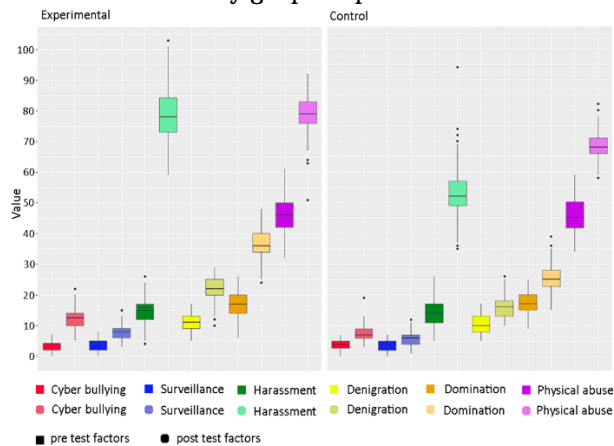 Experimental
Control
100
90
80
70
60
50
40
30
20
10
0
Value
Cyber bullying Surveillance Harassment Denigration Domination Physical abuse
Cyber bullying Surveillance Harassment Denigration Domination Physical abuse
pre test factors post test factors